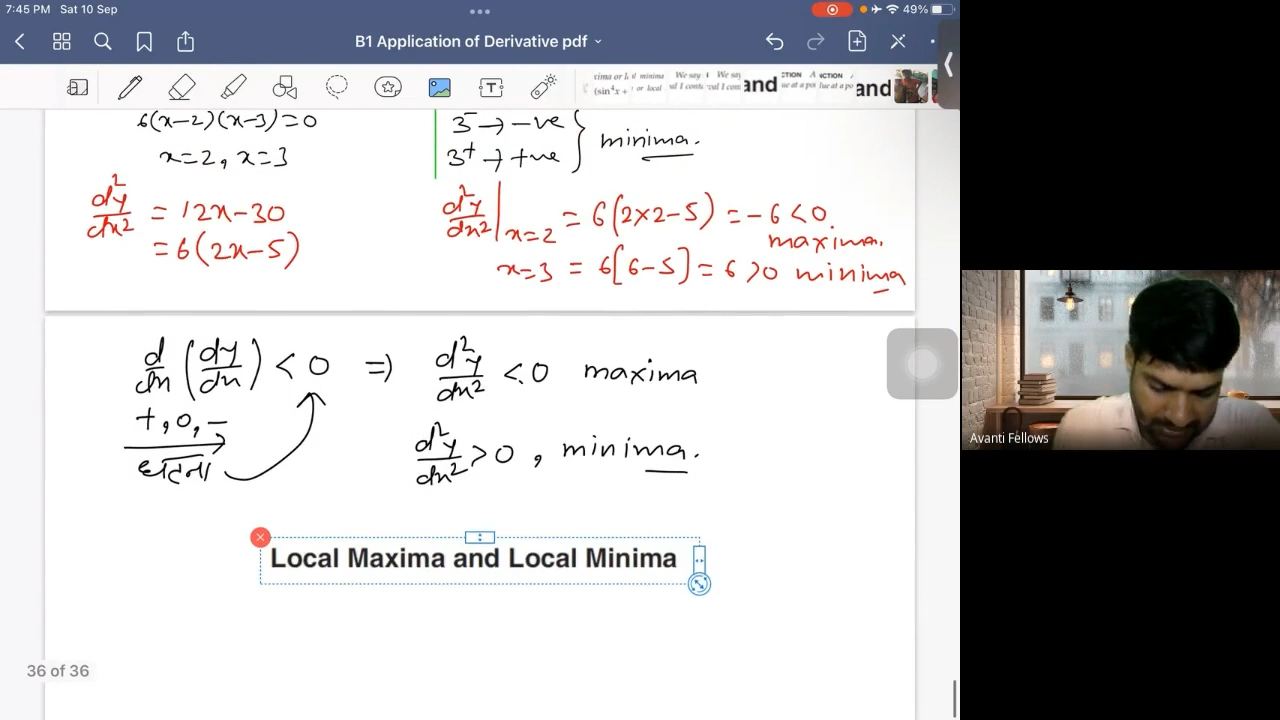 7:45 PM Sat 10 Sep
49%
B1 Application of Derivative pdf
6(x-2)(x-3)=0
x=2, x=3
3⁻ → -ve
3⁺ → +ve
minima.
d²y/dx² = 12x-30
= 6(2x-5)
d²y/dx²|x=2 = 6(2×2-5) = -6 < 0.
maxima.
x=3 = 6[6-5] = 6 > 0 minima
d/dx (dy/dx) < 0 ⇒ d²y/dx² < 0 maxima
+, 0, -
d²y/dx² > 0, minima.
Local Maxima and Local Minima
36 of 36
Avanti Fellows